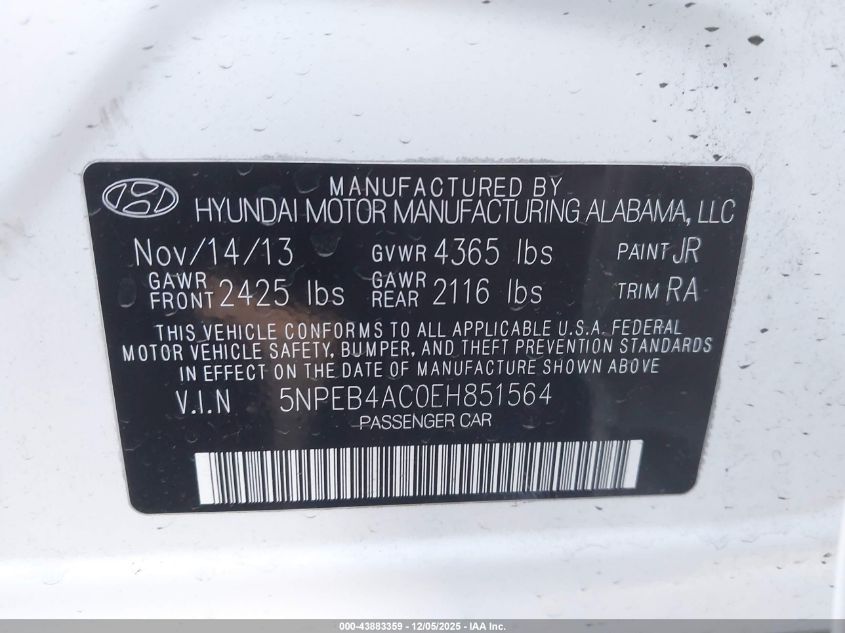 MANUFACTURED BY
HYUNDAI MOTOR MANUFACTURING ALABAMA, LLC
Nov/14/13 GVWR 4365 lbs PAINT JR
GAWR FRONT 2425 lbs GAWR REAR 2116 lbs TRIM RA
THIS VEHICLE CONFORMS TO ALL APPLICABLE U.S.A. FEDERAL
MOTOR VEHICLE SAFETY, BUMPER, AND THEFT PREVENTION STANDARDS
IN EFFECT ON THE DATE OF MANUFACTURE SHOWN ABOVE
V.I.N 5NPEB4AC0EH851564
PASSENGER CAR
000-43883359 - 12/05/2025 - IAA Inc.